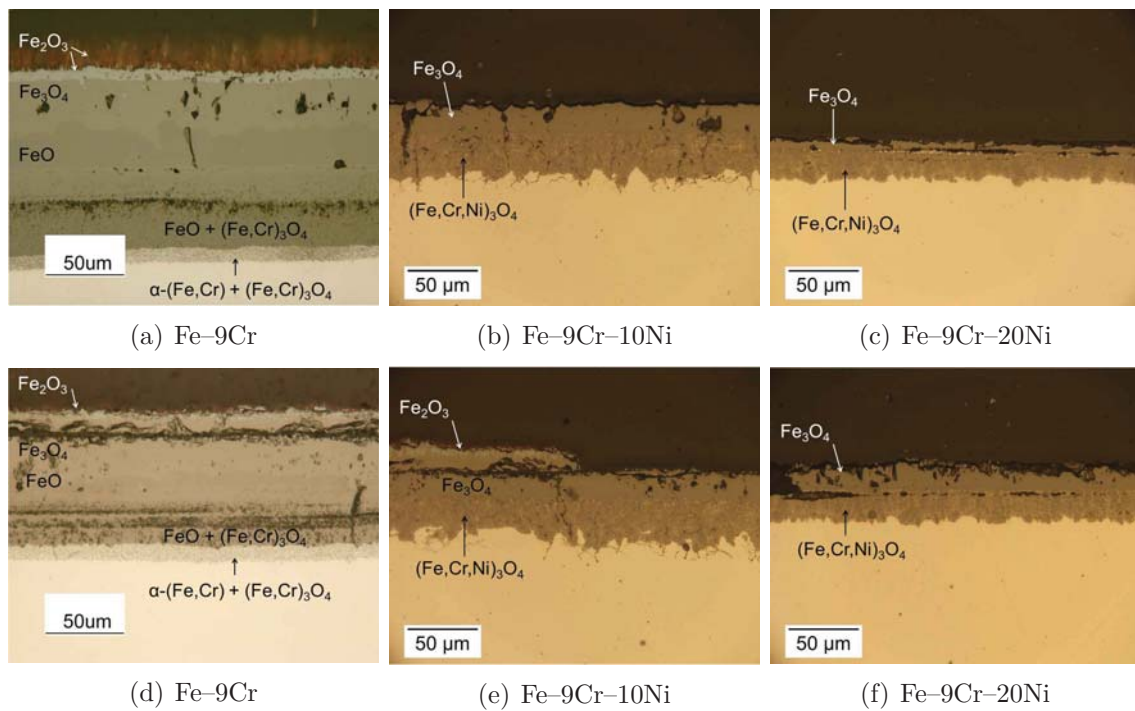 Fe₂O₃
Fe₃O₄
FeO
FeO + (Fe,Cr)₃O₄
50um
α-(Fe,Cr) + (Fe,Cr)₃O₄
(a) Fe–9Cr
Fe₃O₄
(Fe,Cr,Ni)₃O₄
50 µm
(b) Fe–9Cr–10Ni
Fe₃O₄
(Fe,Cr,Ni)₃O₄
50 µm
(c) Fe–9Cr–20Ni
Fe₂O₃
Fe₃O₄
FeO
FeO + (Fe,Cr)₃O₄
α-(Fe,Cr) + (Fe,Cr)₃O₄
50um
(d) Fe–9Cr
Fe₂O₃
Fe₃O₄
(Fe,Cr,Ni)₃O₄
50 µm
(e) Fe–9Cr–10Ni
Fe₃O₄
(Fe,Cr,Ni)₃O₄
50 µm
(f) Fe–9Cr–20Ni